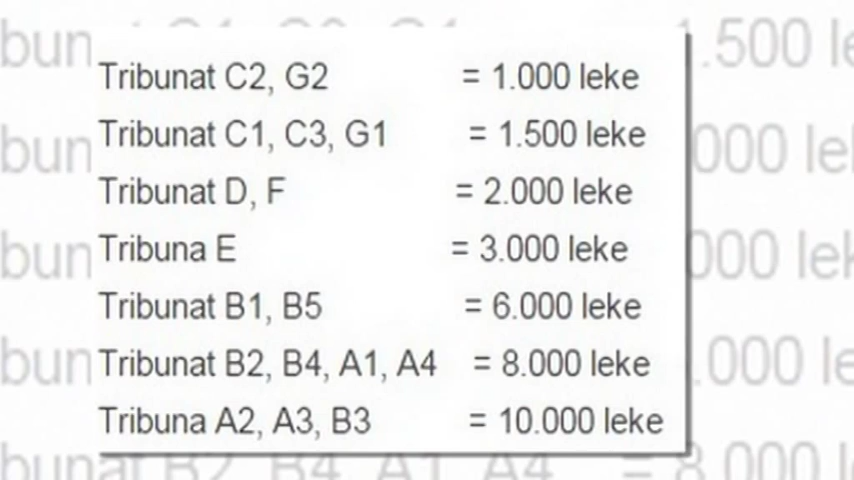 Tribunat C2, G2 = 1.000 leke
Tribunat C1, C3, G1 = 1.500 leke
Tribunat D, F = 2.000 leke
Tribuna E = 3.000 leke
Tribunat B1, B5 = 6.000 leke
Tribunat B2, B4, A1, A4 = 8.000 leke
Tribuna A2, A3, B3 = 10.000 leke